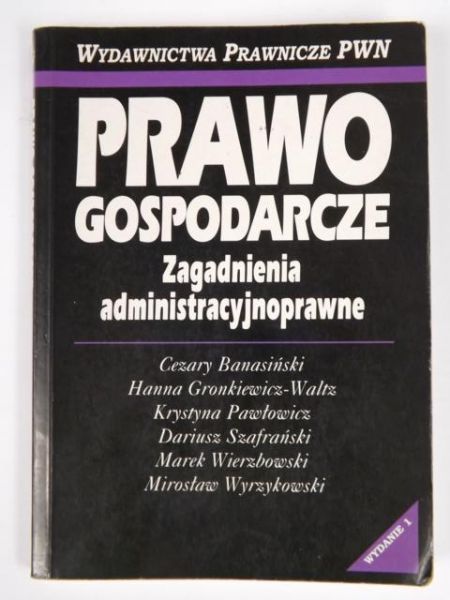 WYDAWNICTWA PRAWNICZE PWN
PRAWO
GOSPODARCZE
Zagadnienia
administracyjnoprawne
Cezary Banasiński
Hanna Gronkiewicz-Waltz
Krystyna Pawłowicz
Dariusz Szafrański
Marek Wierzbowski
Mirosław Wyrzykowski
WYDANIE 1